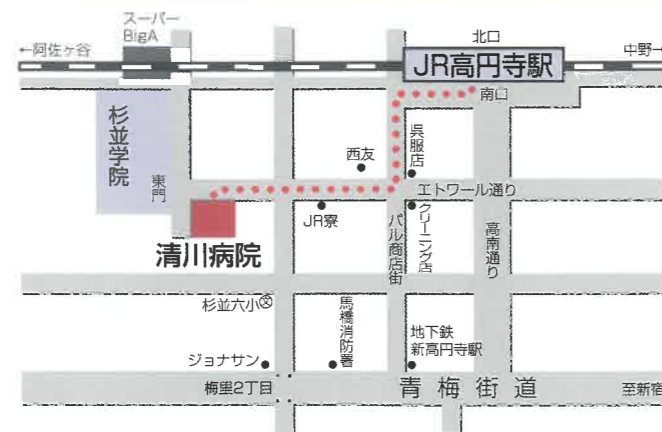 スーパー
BigA
←阿佐ヶ谷
北口
中野→
JR高円寺駅
南口
杉並学院
東門
呉服店
西友
エトワール通り
JR寮
パル商店街
クリーニング店
高南通り
清川病院
杉並六小
文
馬橋消防署
地下鉄
新高円寺駅
ジョナサン
梅里2丁目
青梅街道
至新宿